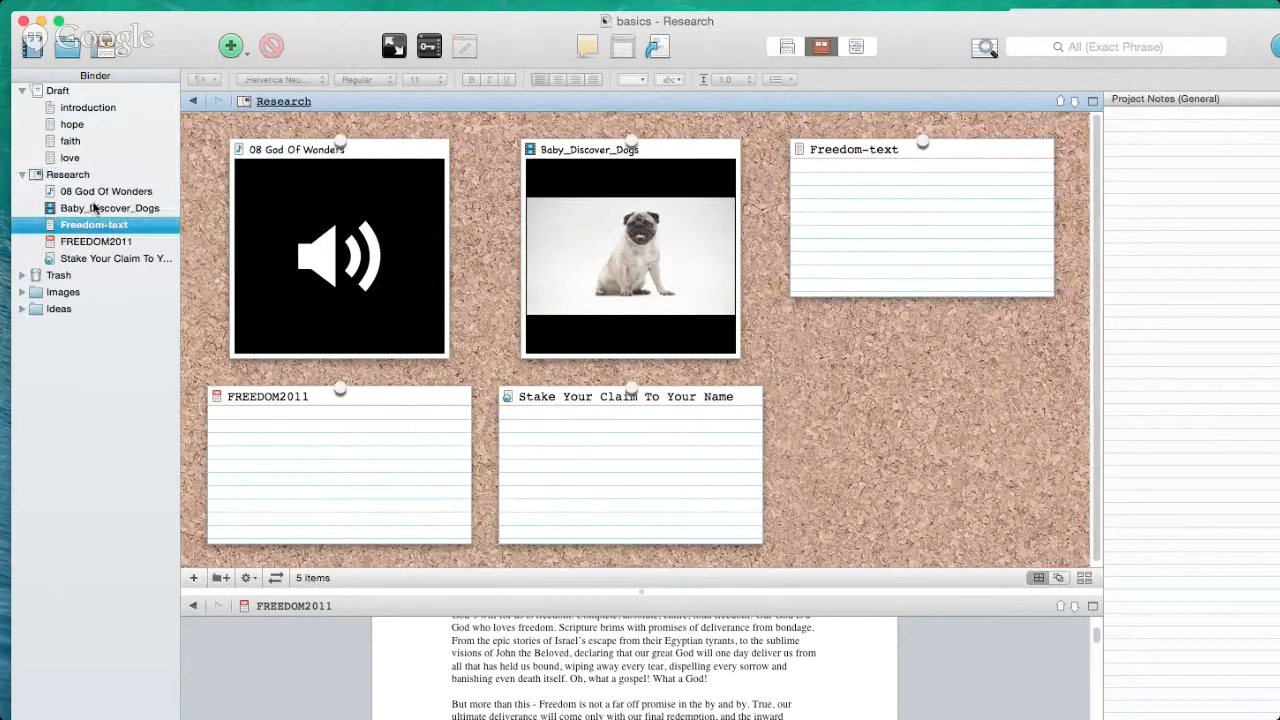 basics - Research
Google
All (Exact Phrase)
Binder
Helvetica Neu...
Regular
11
B I U
abc
1.0
Draft
introduction
hope
faith
love
Research
08 God Of Wonders
Baby_Discover_Dogs
Freedom-text
FREEDOM2011
Stake Your Claim To Y...
Trash
Images
Ideas
Research
08 God Of Wonders
Baby_Discover_Dogs
Freedom-text
FREEDOM2011
Stake Your Claim To Your Name
5 items
FREEDOM2011
God who loves freedom. Scripture brims with promises of deliverance from bondage.
From the epic stories of Israel's escape from their Egyptian tyrants, to the sublime
visions of John the Beloved, declaring that our great God will one day deliver us from
all that has held us bound, wiping away every tear, dispelling every sorrow and
banishing even death itself. Oh, what a gospel! What a God!
But more than this - Freedom is not a far off promise in the by and by. True, our
ultimate deliverance will come only with our final redemption, and the inward
Project Notes (General)